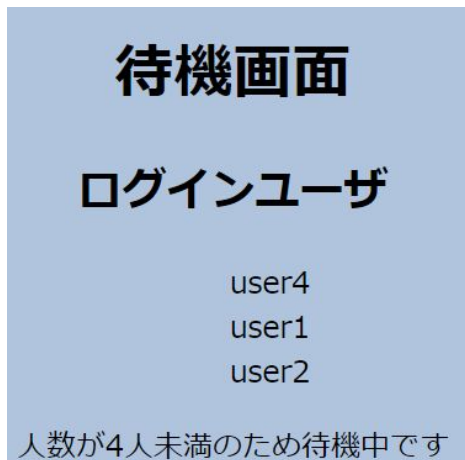 待機画面
ログインユーザ
user4
user1
user2
人数が4人未満のため待機中です